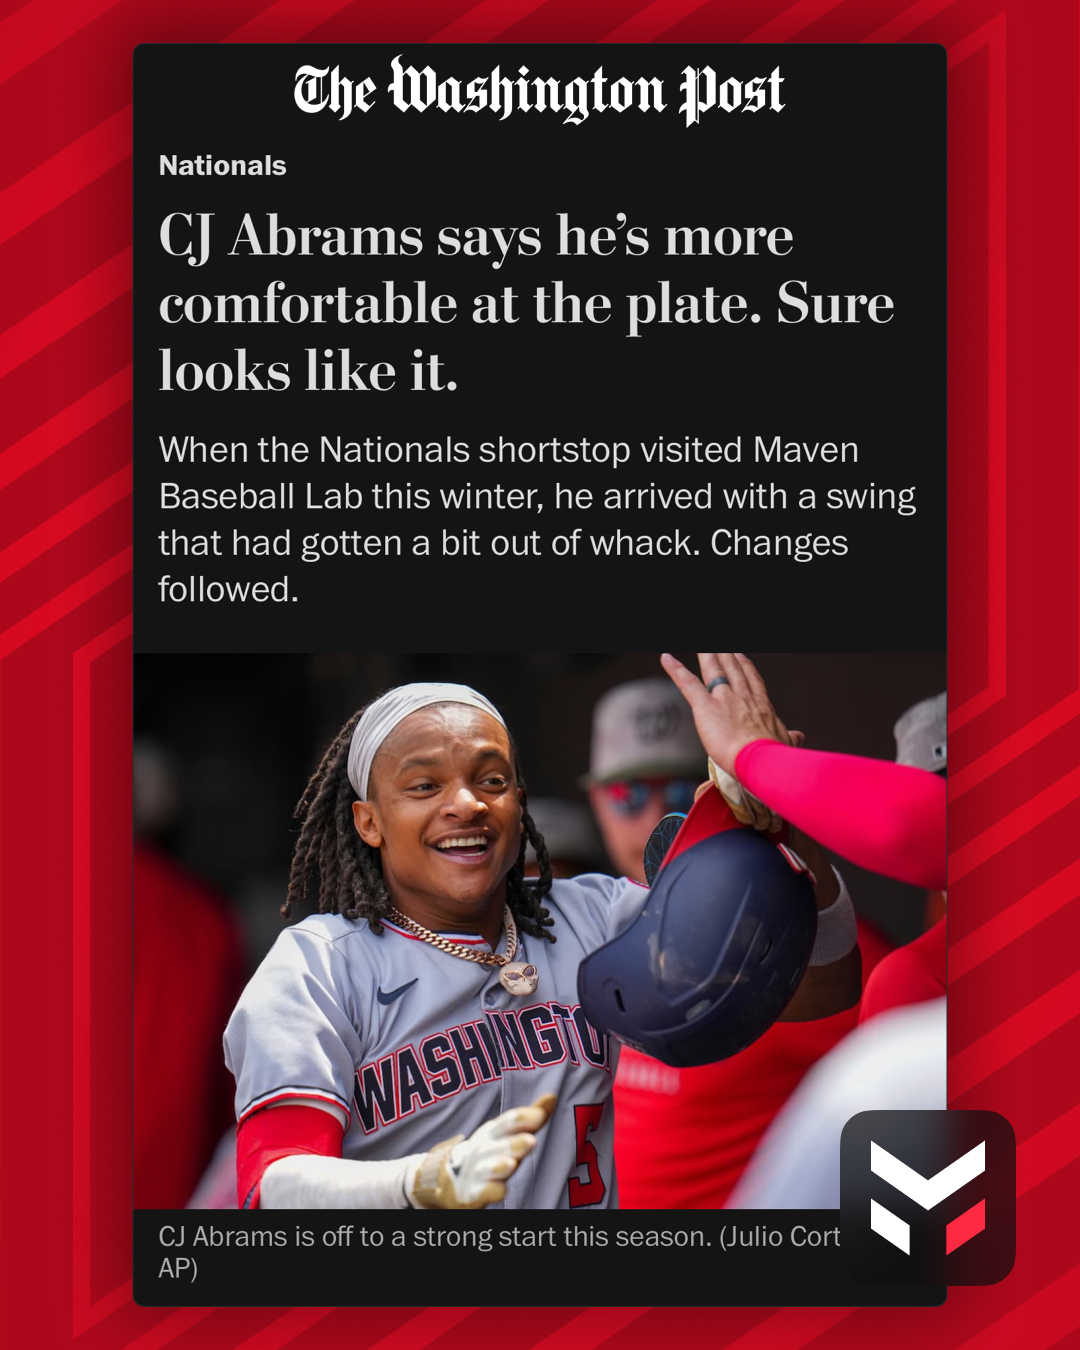 The Washington Post
Nationals
CJ Abrams says he’s more
comfortable at the plate. Sure
looks like it.
When the Nationals shortstop visited Maven
Baseball Lab this winter, he arrived with a swing
that had gotten a bit out of whack. Changes
followed.
WASHINGTO
5
CJ Abrams is off to a strong start this season. (Julio Cort
AP)